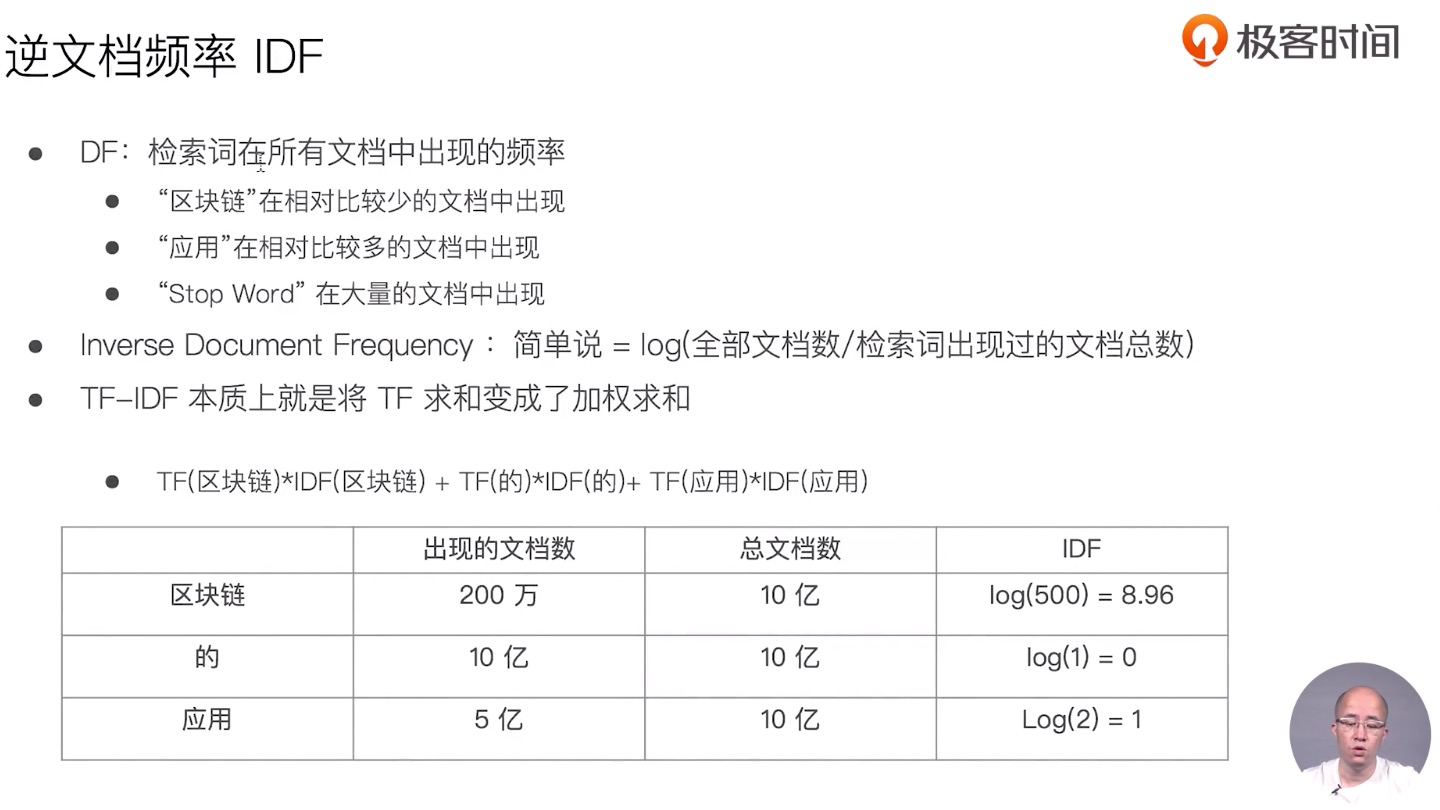 极客时间
逆文档频率 IDF
DF：检索词在所有文档中出现的频率
“区块链”在相对比较少的文档中出现
“应用”在相对比较多的文档中出现
“Stop Word” 在大量的文档中出现
Inverse Document Frequency ：简单说 = log(全部文档数/检索词出现过的文档总数)
TF-IDF 本质上就是将 TF 求和变成了加权求和
TF(区块链)*IDF(区块链) + TF(的)*IDF(的)+ TF(应用)*IDF(应用)
出现的文档数 总文档数 IDF
区块链 200 万 10 亿 log(500) = 8.96
的 10 亿 10 亿 log(1) = 0
应用 5 亿 10 亿 Log(2) = 1